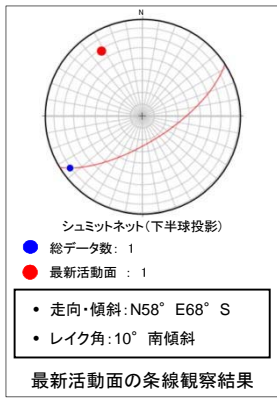 N
シュミットネット(下半球投影)
総データ数: 1
最新活動面 : 1
• 走向・傾斜:N58° E68° S
• レイク角:10° 南傾斜
最新活動面の条線観察結果